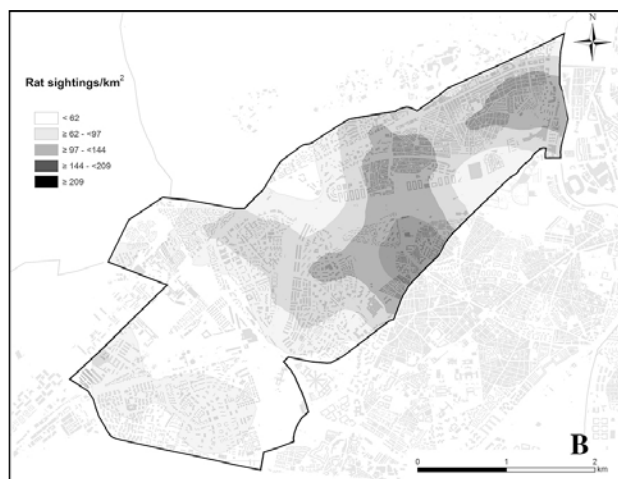 N
Rat sightings/km²
< 62
≥ 62 - <97
≥ 97 - <144
≥ 144 - <209
≥ 209
B
0 1 2
km